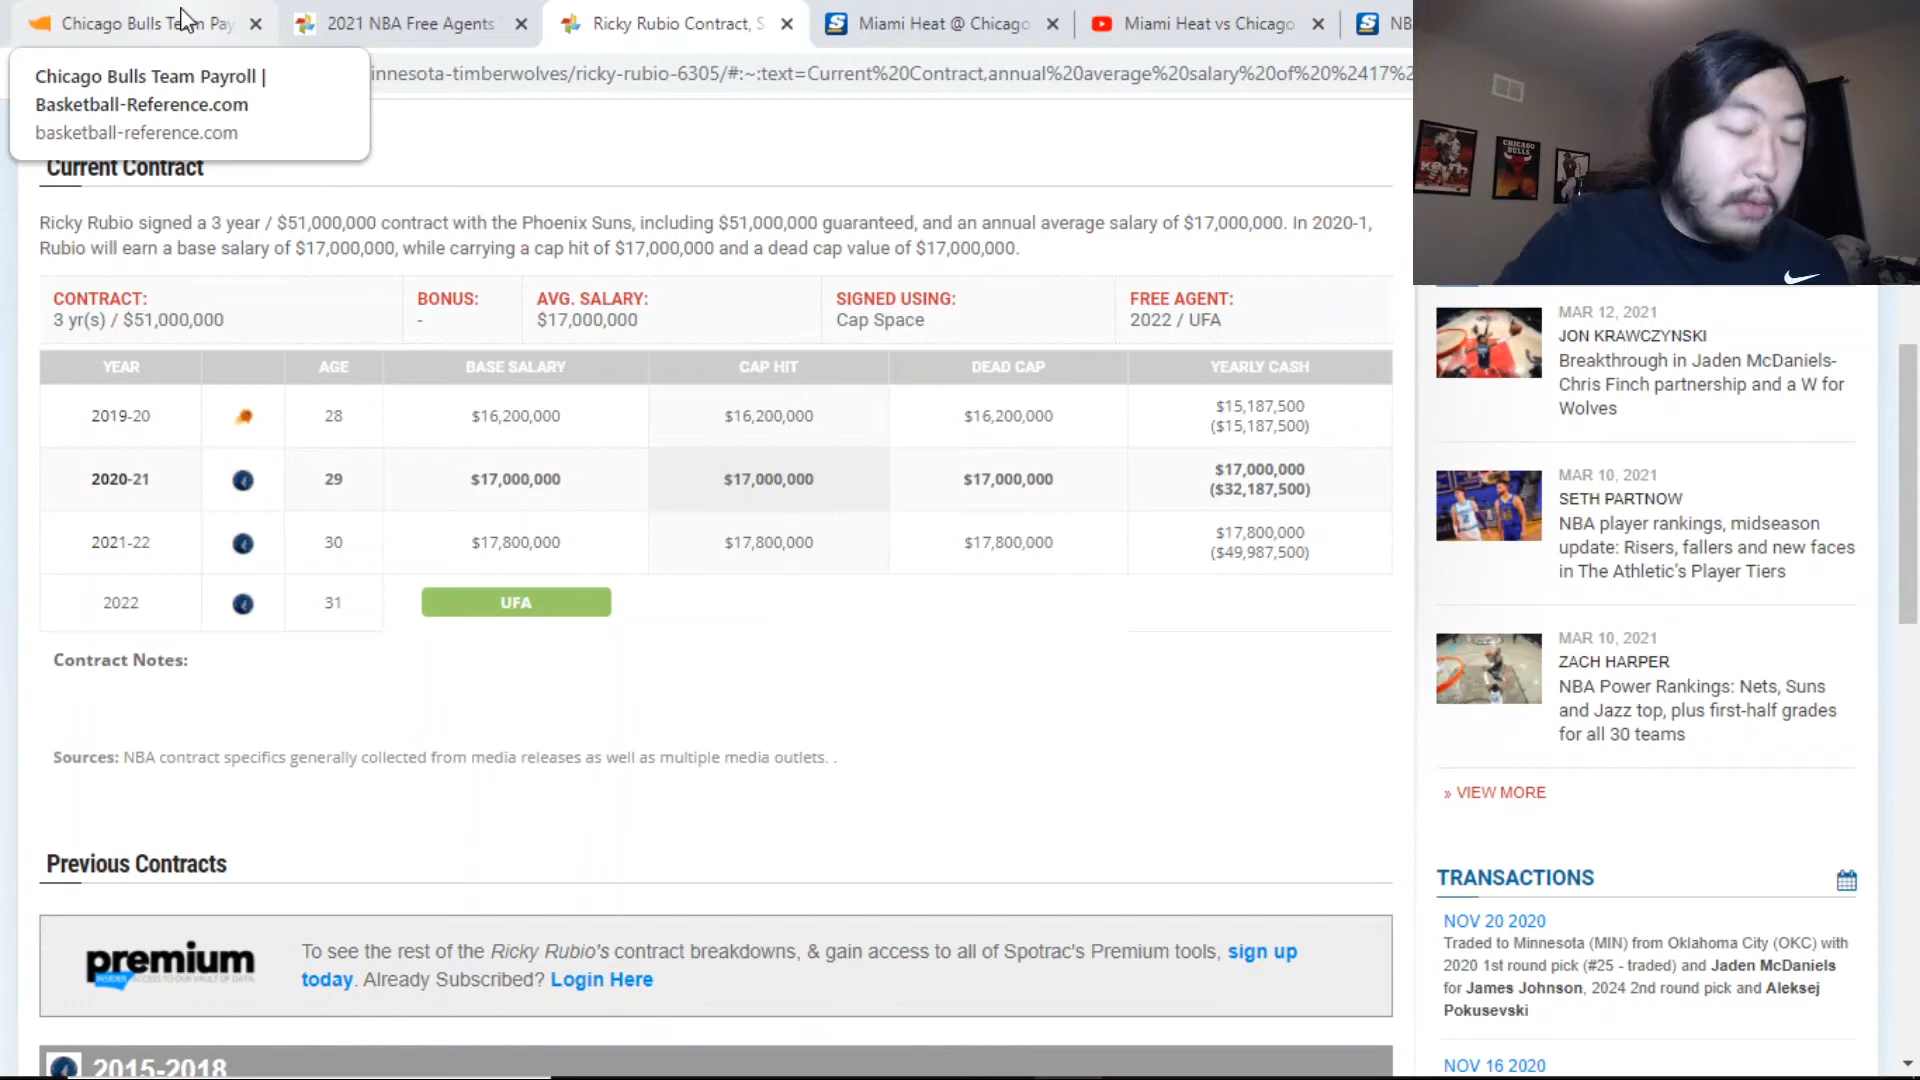 Chicago Bulls Team Pay
2021 NBA Free Agents
Ricky Rubio Contract, S
Miami Heat @ Chicago
Miami Heat vs Chicago
NB
innesota-timberwolves/ricky-rubio-6305/#:~:text=Current%20Contract,annual%20average%20salary%20of%20%2417%2
Chicago Bulls Team Payroll |
Basketball-Reference.com
basketball-reference.com
Current Contract
Ricky Rubio signed a 3 year / $51,000,000 contract with the Phoenix Suns, including $51,000,000 guaranteed, and an annual average salary of $17,000,000. In 2020-1,
Rubio will earn a base salary of $17,000,000, while carrying a cap hit of $17,000,000 and a dead cap value of $17,000,000.
CONTRACT: BONUS: AVG. SALARY: SIGNED USING: FREE AGENT:
3 yr(s) / $51,000,000 - $17,000,000 Cap Space 2022 / UFA
YEAR AGE BASE SALARY CAP HIT DEAD CAP YEARLY CASH
2019-20 28 $16,200,000 $16,200,000 $16,200,000 $15,187,500
($15,187,500)
2020-21 29 $17,000,000 $17,000,000 $17,000,000 $17,000,000
($32,187,500)
2021-22 30 $17,800,000 $17,800,000 $17,800,000 $17,800,000
($49,987,500)
2022 31 UFA
Contract Notes:
Sources: NBA contract specifics generally collected from media releases as well as multiple media outlets. .
Previous Contracts
premium
To see the rest of the Ricky Rubio's contract breakdowns, & gain access to all of Spotrac's Premium tools, sign up
today. Already Subscribed? Login Here
2015-2018
CHICAGO
BULLS
MAR 12, 2021
JON KRAWCZYNSKI
Breakthrough in Jaden McDaniels-
Chris Finch partnership and a W for
Wolves
MAR 10, 2021
SETH PARTNOW
NBA player rankings, midseason
update: Risers, fallers and new faces
in The Athletic's Player Tiers
MAR 10, 2021
ZACH HARPER
NBA Power Rankings: Nets, Suns
and Jazz top, plus first-half grades
for all 30 teams
» VIEW MORE
TRANSACTIONS
NOV 20 2020
Traded to Minnesota (MIN) from Oklahoma City (OKC) with
2020 1st round pick (#25 - traded) and Jaden McDaniels
for James Johnson, 2024 2nd round pick and Aleksej
Pokusevski
NOV 16 2020